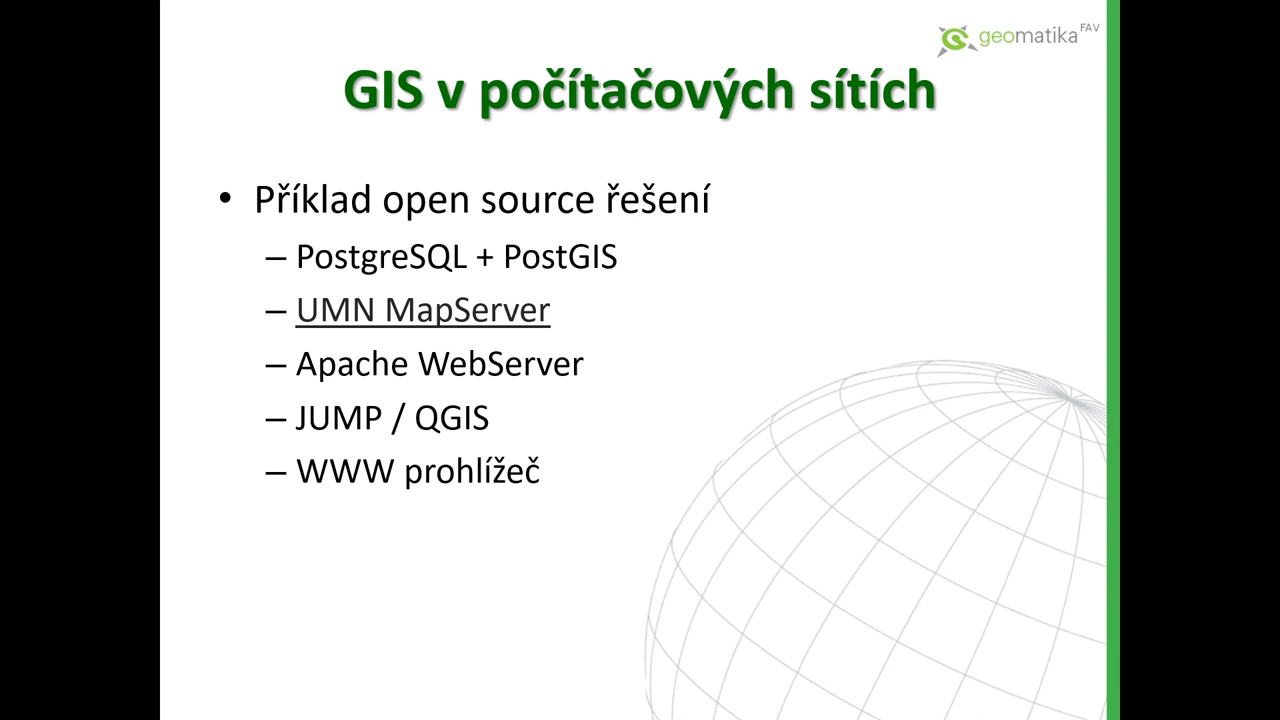 geomatika FAV
GIS v počítačových sítích
• Příklad open source řešení
– PostgreSQL + PostGIS
– UMN MapServer
– Apache WebServer
– JUMP / QGIS
– WWW prohlížeč